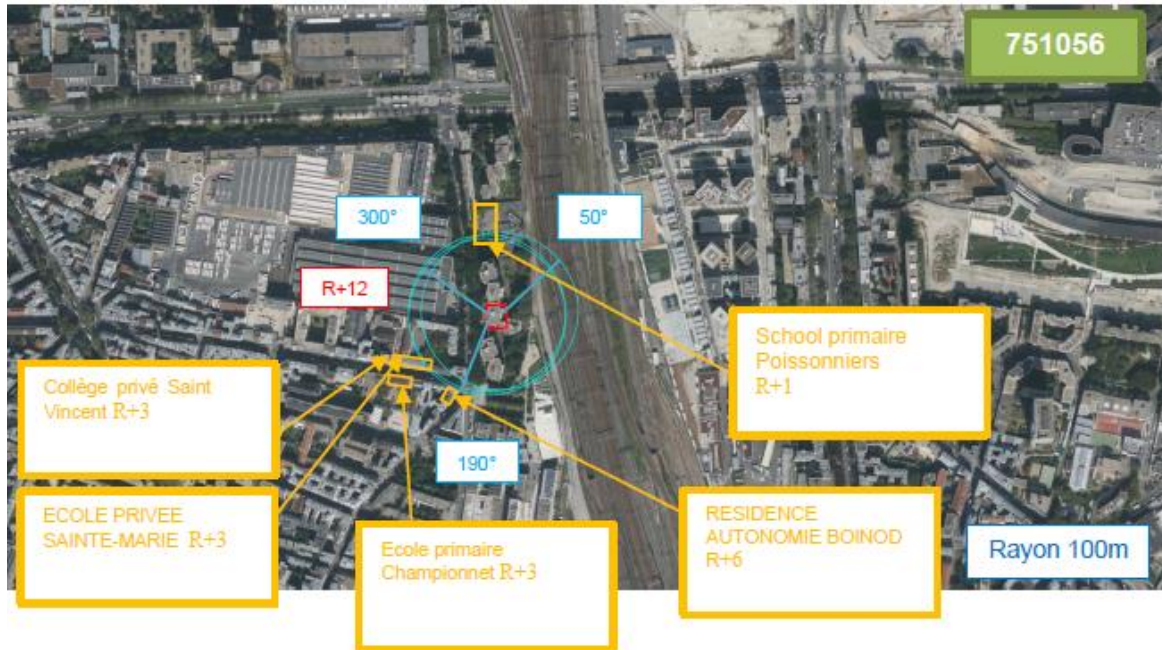 751056
300°
50°
R+12
School primaire
Poissonniers
R+1
Collège privé Saint
Vincent R+3
190°
ECOLE PRIVEE
SAINTE-MARIE R+3
Ecole primaire
Championnet R+3
RESIDENCE
AUTONOMIE BOINOD
R+6
Rayon 100m